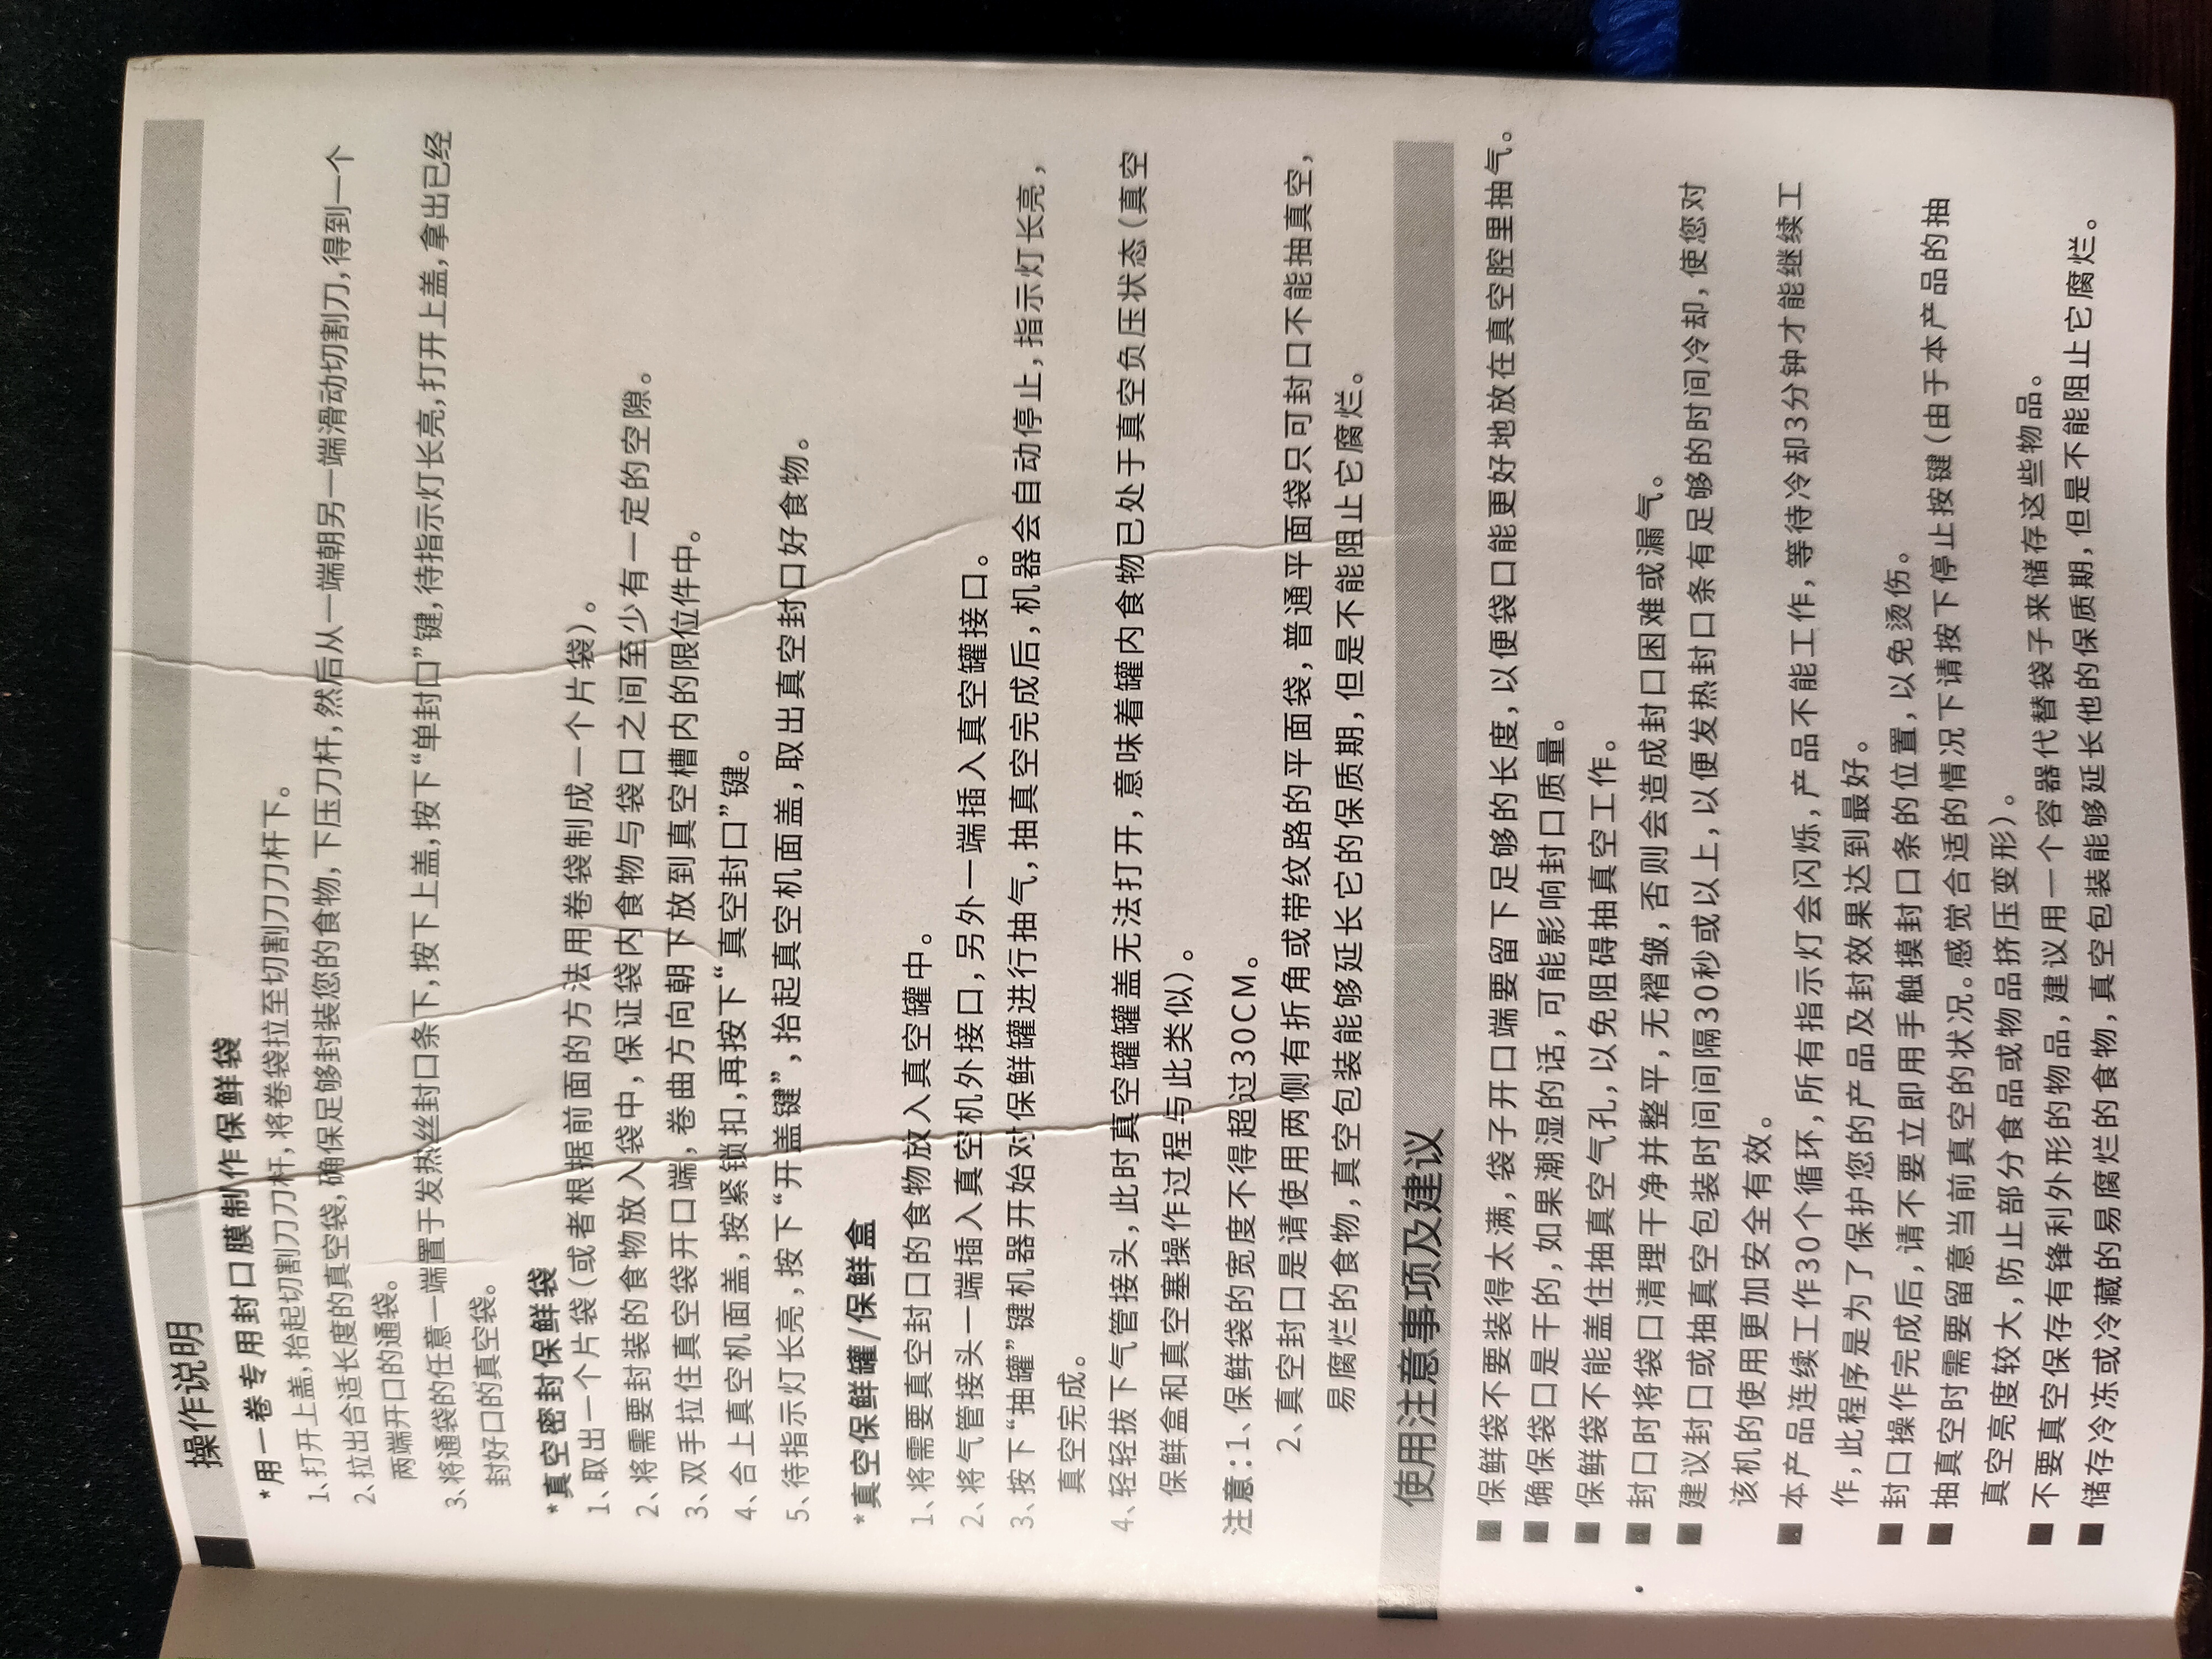 操作说明
*用一卷专用封口膜制作保鲜袋
1、打开上盖,抬起切割刀刀杆,将卷袋拉至切割刀刀杆下。
2、拉出合适长度的真空袋,确保足够封装您的食物,下压刀杆,然后从一端朝另一端滑动切割刀,得到一个
两端开口的通袋。
3、将通袋的任意一端置于发热丝封口条下,按下上盖,按下“单封口”键,待指示灯长亮,打开上盖,拿出已经
封好口的真空袋。
*真空密封保鲜袋
1、取出一个片袋(或者根据前面的方法用卷袋制成一个片袋)。
2、将需要封装的食物放入袋中,保证袋内食物与袋口之间至少有一定的空隙。
3、双手拉住真空袋开口端,卷曲方向朝下放到真空槽内的限位件中。
4、合上真空机面盖,按紧锁扣,再按下“真空封口”键。
5、待指示灯长亮,按下“开盖键”,抬起真空机面盖,取出真空封口好食物。
*真空保鲜罐/保鲜盒
1、将需要真空封口的食物放入真空罐中。
2、将气管接头一端插入真空机外接口,另外一端插入真空罐接口。
3、按下“抽罐”键机器开始对保鲜罐进行抽气,抽真空完成后,机器会自动停止,指示灯长亮,
真空完成。
4、轻轻拔下气管接头,此时真空罐罐盖无法打开,意味着罐内食物已处于真空负压状态(真空
保鲜盒和真空塞操作过程与此类似)。
注意:1、保鲜袋的宽度不得超过30CM。
2、真空封口是请使用两侧有折角或带纹路的平面袋,普通平面袋只可封口不能抽真空,
易腐烂的食物,真空包装能够延长它的保质期,但是不能阻止它腐烂。
使用注意事项及建议
■ 保鲜袋不要装得太满,袋子开口端要留下足够的长度,以便袋口能更好地放在真空腔里抽气。
■ 确保袋口是干的,如果潮湿的话,可能影响封口质量。
■ 保鲜袋不能盖住抽真空气孔,以免阻碍抽真空工作。
■ 封口时将袋口清理干净并整平,无褶皱,否则会造成封口困难或漏气。
■ 建议封口或抽真空包装时间间隔30秒或以上,以便发热封口条有足够的时间冷却,使您对
该机的使用更加安全有效。
■ 本产品连续工作30个循环,所有指示灯会闪烁,产品不能工作,等待冷却3分钟才能继续工
作,此程序是为了保护您的产品及封效果达到最好。
■ 封口操作完成后,请不要立即用手触摸封口条的位置,以免烫伤。
■ 抽真空时需要留意当前真空的状况。感觉合适的情况下请按下停止按键(由于本产品的抽
真空亮度较大,防止部分食品或物品挤压变形)。
■ 不要真空保存有锋利外形的物品,建议用一个容器代替袋子来储存这些物品。
■ 储存冷冻或冷藏的易腐烂的食物,真空包装能够延长他的保质期,但是不能阻止它腐烂。